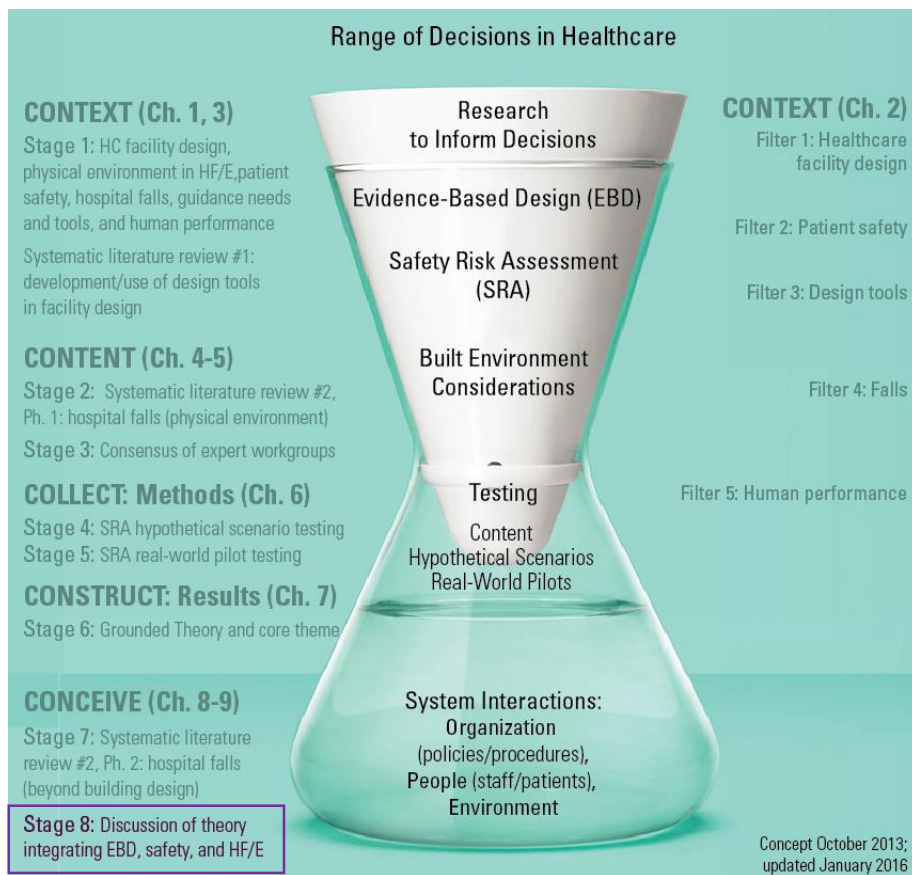 Range of Decisions in Healthcare
CONTEXT (Ch. 1, 3)
Stage 1: HC facility design,
physical environment in HF/E,patient
safety, hospital falls, guidance needs
and tools, and human performance
Systematic literature review #1:
development/use of design tools
in facility design
CONTENT (Ch. 4-5)
Stage 2: Systematic literature review #2,
Ph. 1: hospital falls (physical environment)
Stage 3: Consensus of expert workgroups
COLLECT: Methods (Ch. 6)
Stage 4: SRA hypothetical scenario testing
Stage 5: SRA real-world pilot testing
CONSTRUCT: Results (Ch. 7)
Stage 6: Grounded Theory and core theme
CONCEIVE (Ch. 8-9)
Stage 7: Systematic literature
review #2, Ph. 2: hospital falls
(beyond building design)
Stage 8: Discussion of theory
integrating EBD, safety, and HF/E
Research
to Inform Decisions
Evidence-Based Design (EBD)
Safety Risk Assessment
(SRA)
Built Environment
Considerations
Testing
Content
Hypothetical Scenarios
Real-World Pilots
System Interactions:
Organization
(policies/procedures),
People (staff/patients),
Environment
CONTEXT (Ch. 2)
Filter 1: Healthcare
facility design
Filter 2: Patient safety
Filter 3: Design tools
Filter 4: Falls
Filter 5: Human performance
Concept October 2013;
updated January 2016